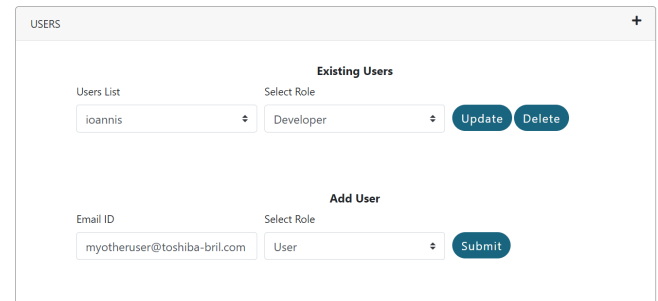 USERS +
Existing Users
Users List Select Role
ioannis Developer Update Delete
Add User
Email ID Select Role
myotheruser@toshiba-bril.com User Submit